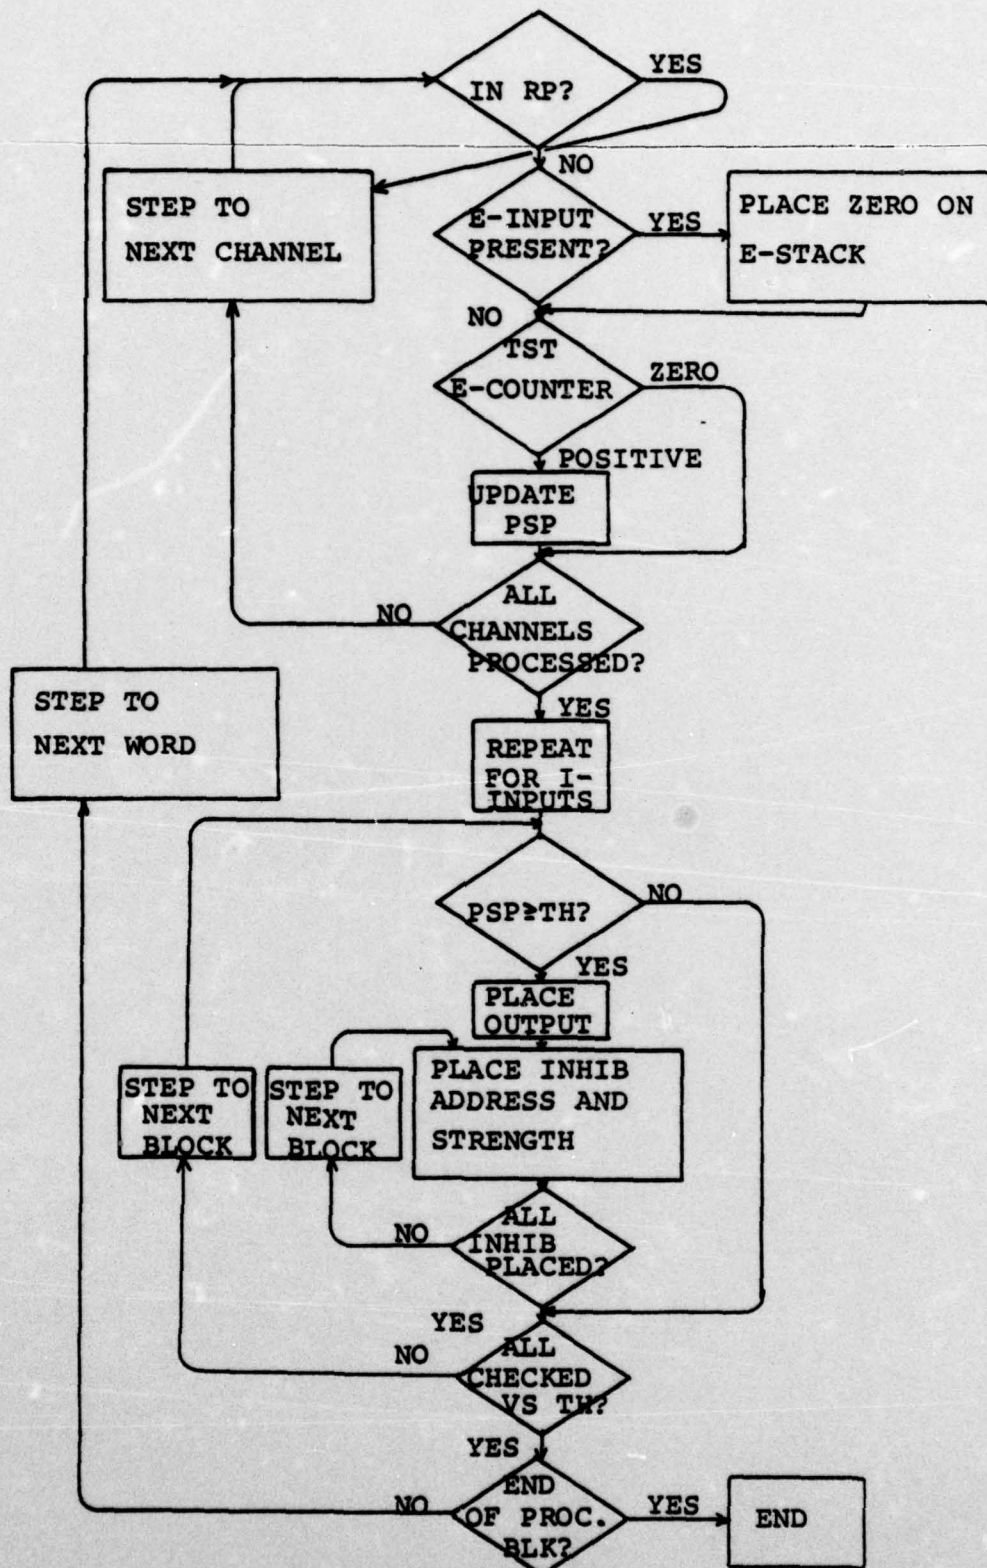 IN RP?
YES
NO
STEP TO
NEXT CHANNEL
E-INPUT
PRESENT?
YES
PLACE ZERO ON
E-STACK
NO
TST
E-COUNTER
ZERO
POSITIVE
UPDATE
PSP
ALL
CHANNELS
PROCESSED?
NO
YES
STEP TO
NEXT WORD
REPEAT
FOR I-
INPUTS
PSP≥TH?
NO
YES
PLACE
OUTPUT
STEP TO
NEXT
BLOCK
STEP TO
NEXT
BLOCK
PLACE INHIB
ADDRESS AND
STRENGTH
ALL
INHIB
PLACED?
NO
YES
ALL
CHECKED
VS TH?
NO
YES
END
OF PROC.
BLK?
NO
YES
END